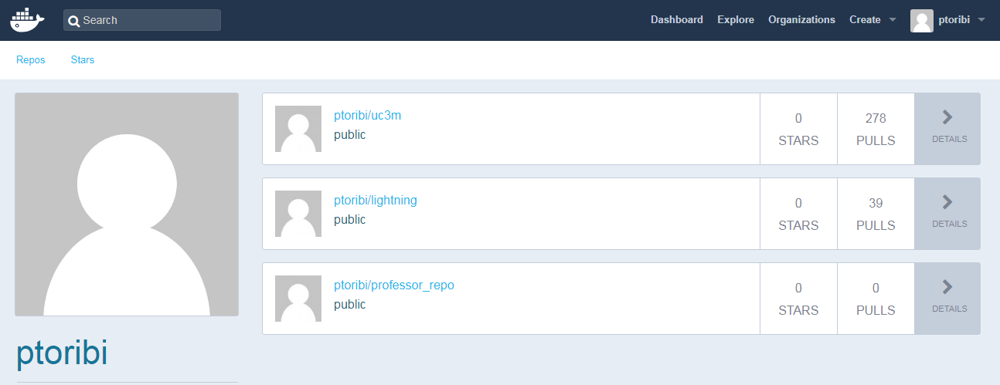 Search
Dashboard Explore Organizations Create ptoribi
Repos Stars
ptoribi/uc3m
public
0
STARS
278
PULLS
DETAILS
ptoribi/lightning
public
0
STARS
39
PULLS
DETAILS
ptoribi/professor_repo
public
0
STARS
0
PULLS
DETAILS
ptoribi